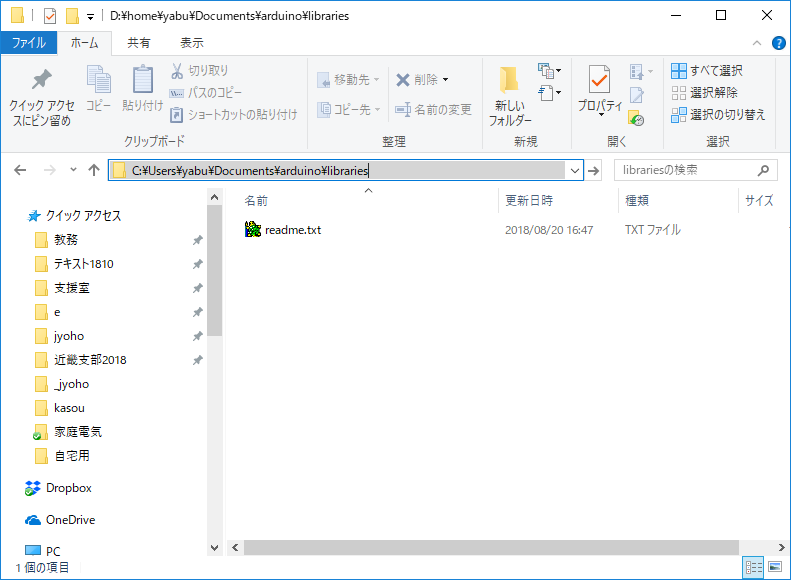 D:¥home¥yabu¥Documents¥arduino¥libraries
ファイル ホーム 共有 表示
クイック アクセスにピン留め
コピー
貼り付け
切り取り
パスのコピー
ショートカットの貼り付け
クリップボード
移動先
コピー先
削除
名前の変更
整理
新しいフォルダー
新規
プロパティ
開く
すべて選択
選択解除
選択の切り替え
選択
C:¥Users¥yabu¥Documents¥arduino¥libraries
librariesの検索
名前 更新日時 種類 サイズ
readme.txt 2018/08/20 16:47 TXT ファイル
クイック アクセス
教務
テキスト1810
支援室
e
jyoho
近畿支部2018
_jyoho
kasou
家庭電気
自宅用
Dropbox
OneDrive
PC
1 個の項目